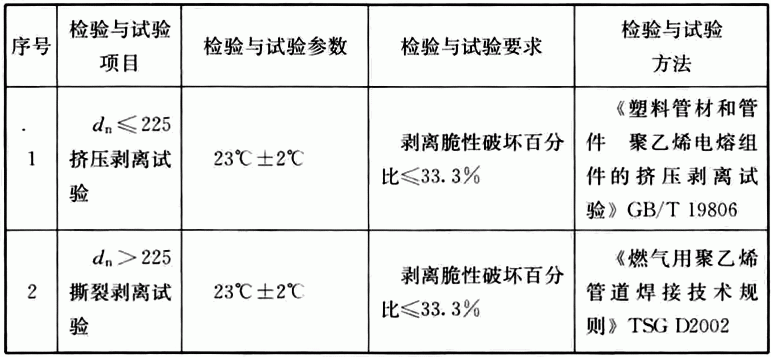 序号
检验与试验
项目
检验与试验参数
检验与试验要求
检验与试验
方法
1
dn≤225
挤压剥离试
验
23℃±2℃
剥离脆性破坏百分
比≤33.3%
《塑料管材和管
件 聚乙烯电熔组
件的挤压剥离试
验》GB/T 19806
2
dn>225
撕裂剥离试
验
23℃±2℃
剥离脆性破坏百分
比≤33.3%
《燃气用聚乙烯
管道焊接技术规
则》TSG D2002